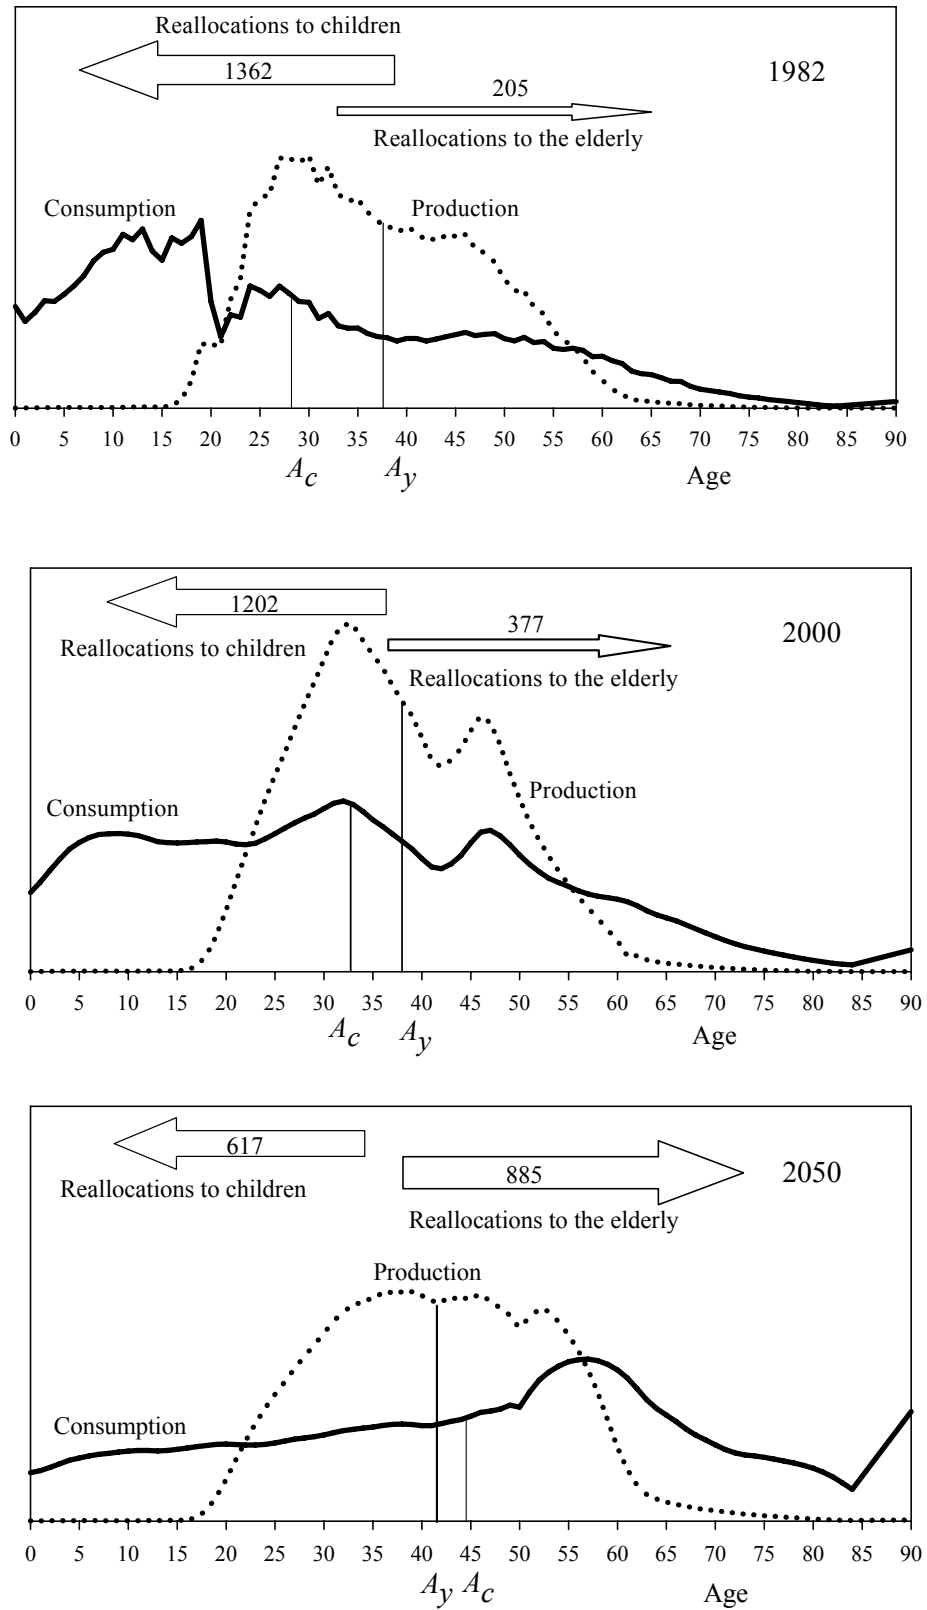 Reallocations to children
1362
1982
205
Reallocations to the elderly
Consumption
Production
0 5 10 15 20 25 30 35 40 45 50 55 60 65 70 75 80 85 90
A_c A_y Age
1202
377
2000
Reallocations to children
Reallocations to the elderly
Production
Consumption
0 5 10 15 20 25 30 35 40 45 50 55 60 65 70 75 80 85 90
A_c A_y Age
617
885
2050
Reallocations to children
Reallocations to the elderly
Production
Consumption
0 5 10 15 20 25 30 35 40 45 50 55 60 65 70 75 80 85 90
A_y A_c Age